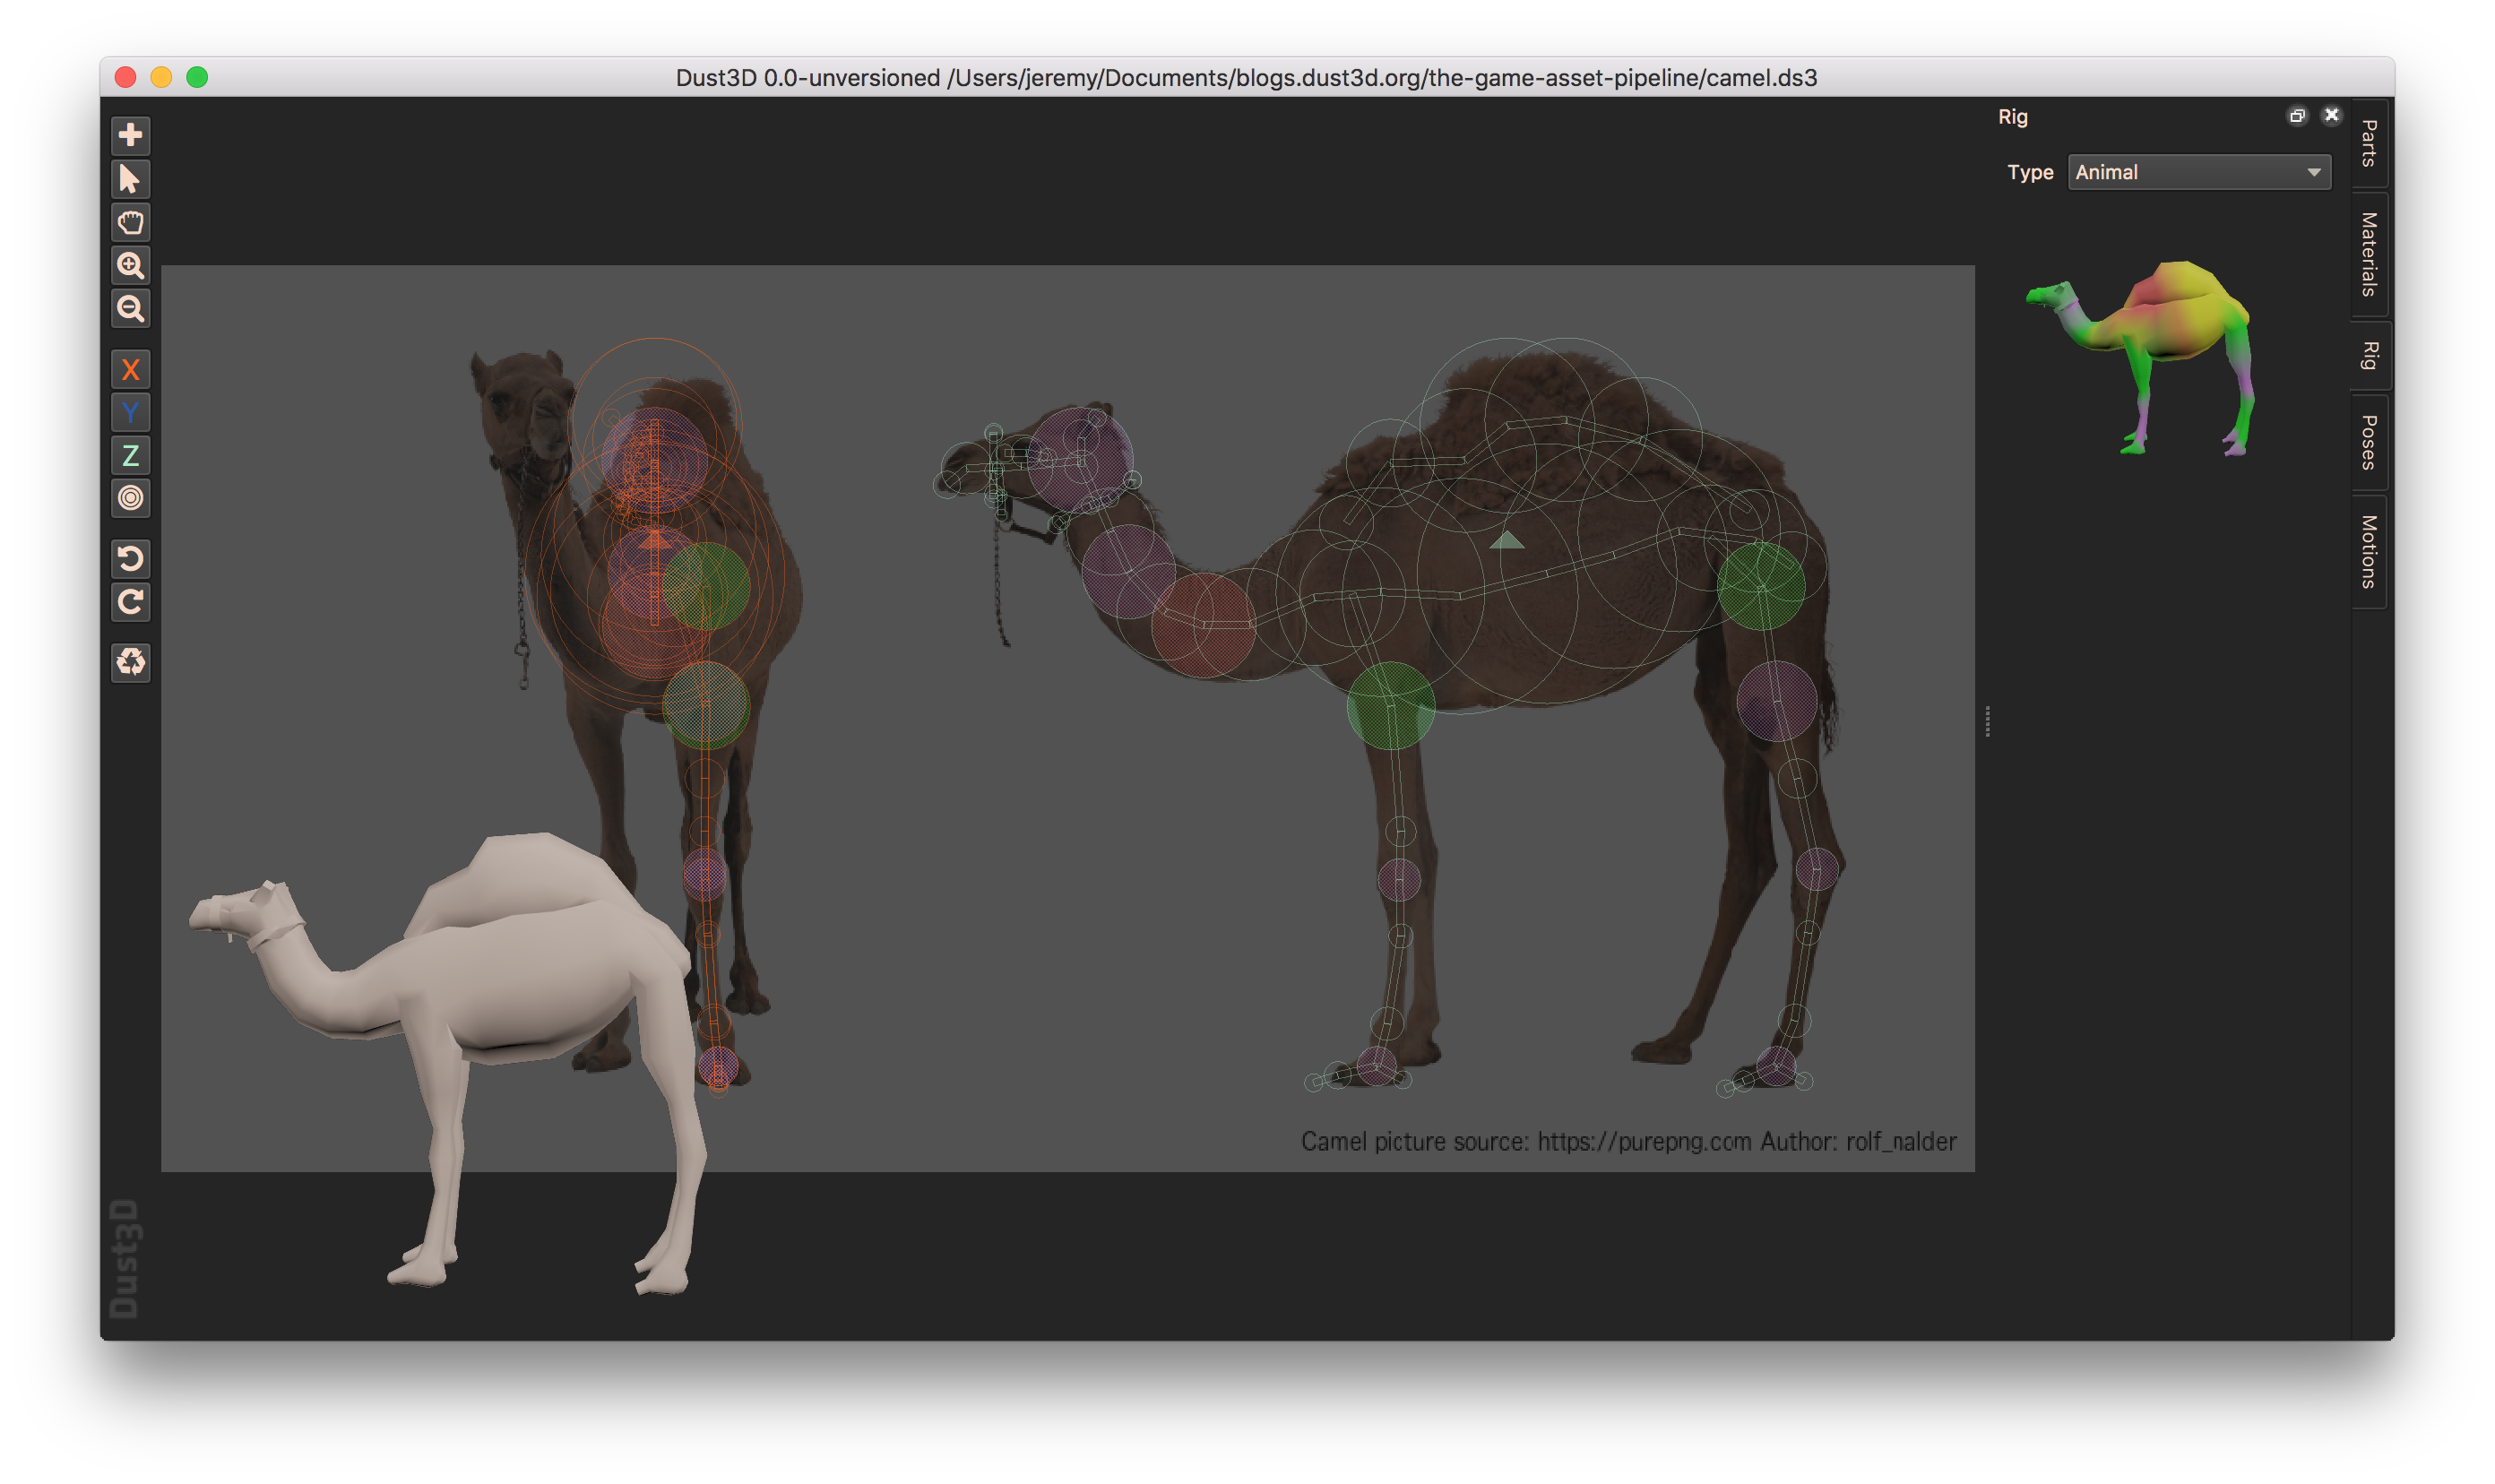 Dust3D 0.0-unversioned /Users/jeremy/Documents/blogs.dust3d.org/the-game-asset-pipeline/camel.ds3
Rig
Type Animal
Parts
Materials
Rig
Poses
Motions
X
Y
Z
Camel picture source: https://purepng.com Author: rolf_nalder
Dust3D